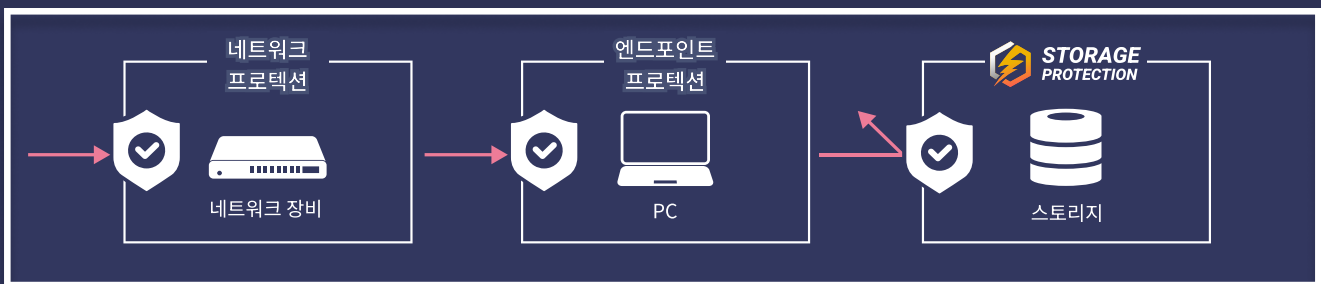 네트워크
프로텍션
네트워크 장비
엔드포인트
프로텍션
PC
STORAGE
PROTECTION
스토리지